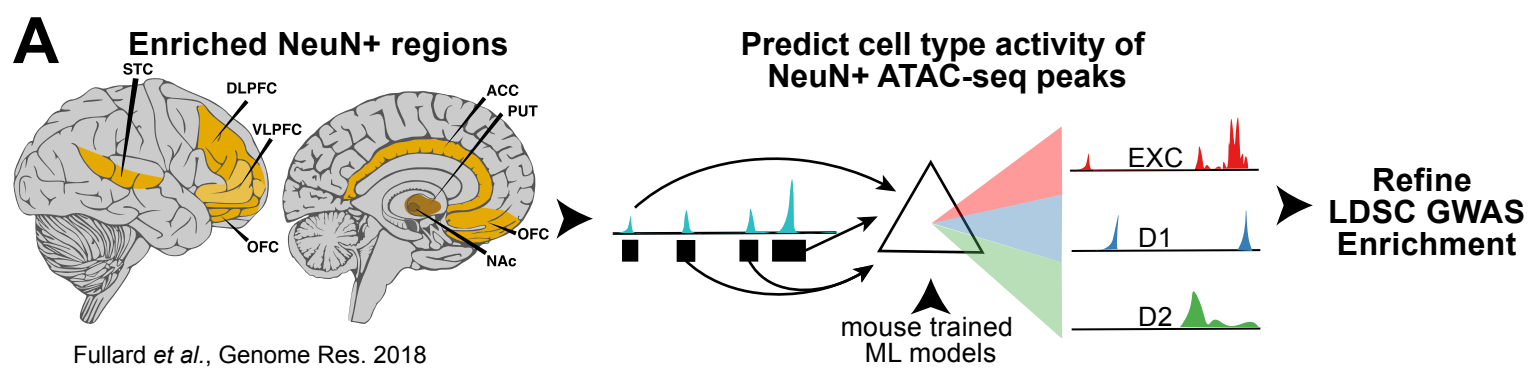 A
Enriched NeuN+ regions
STC
DLPFC
VLPFC
OFC
ACC
PUT
OFC
NAc
Fullard et al., Genome Res. 2018
Predict cell type activity of
NeuN+ ATAC-seq peaks
mouse trained
ML models
EXC
D1
D2
Refine
LDSC GWAS
Enrichment